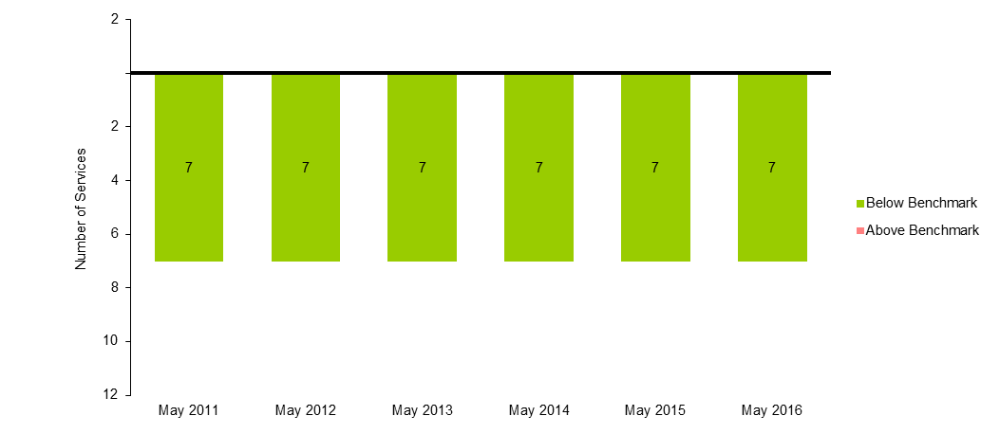 2
2
4
6
8
10
12
Number of Services
7 7 7 7 7 7
May 2011 May 2012 May 2013 May 2014 May 2015 May 2016
Below Benchmark
Above Benchmark